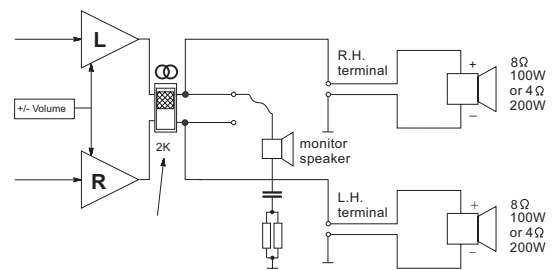 L
+/- Volume
R
2K
R.H.
terminal
monitor
speaker
L.H.
terminal
+
−
8Ω
100W
or 4Ω
200W
+
−
8Ω
100W
or 4Ω
200W